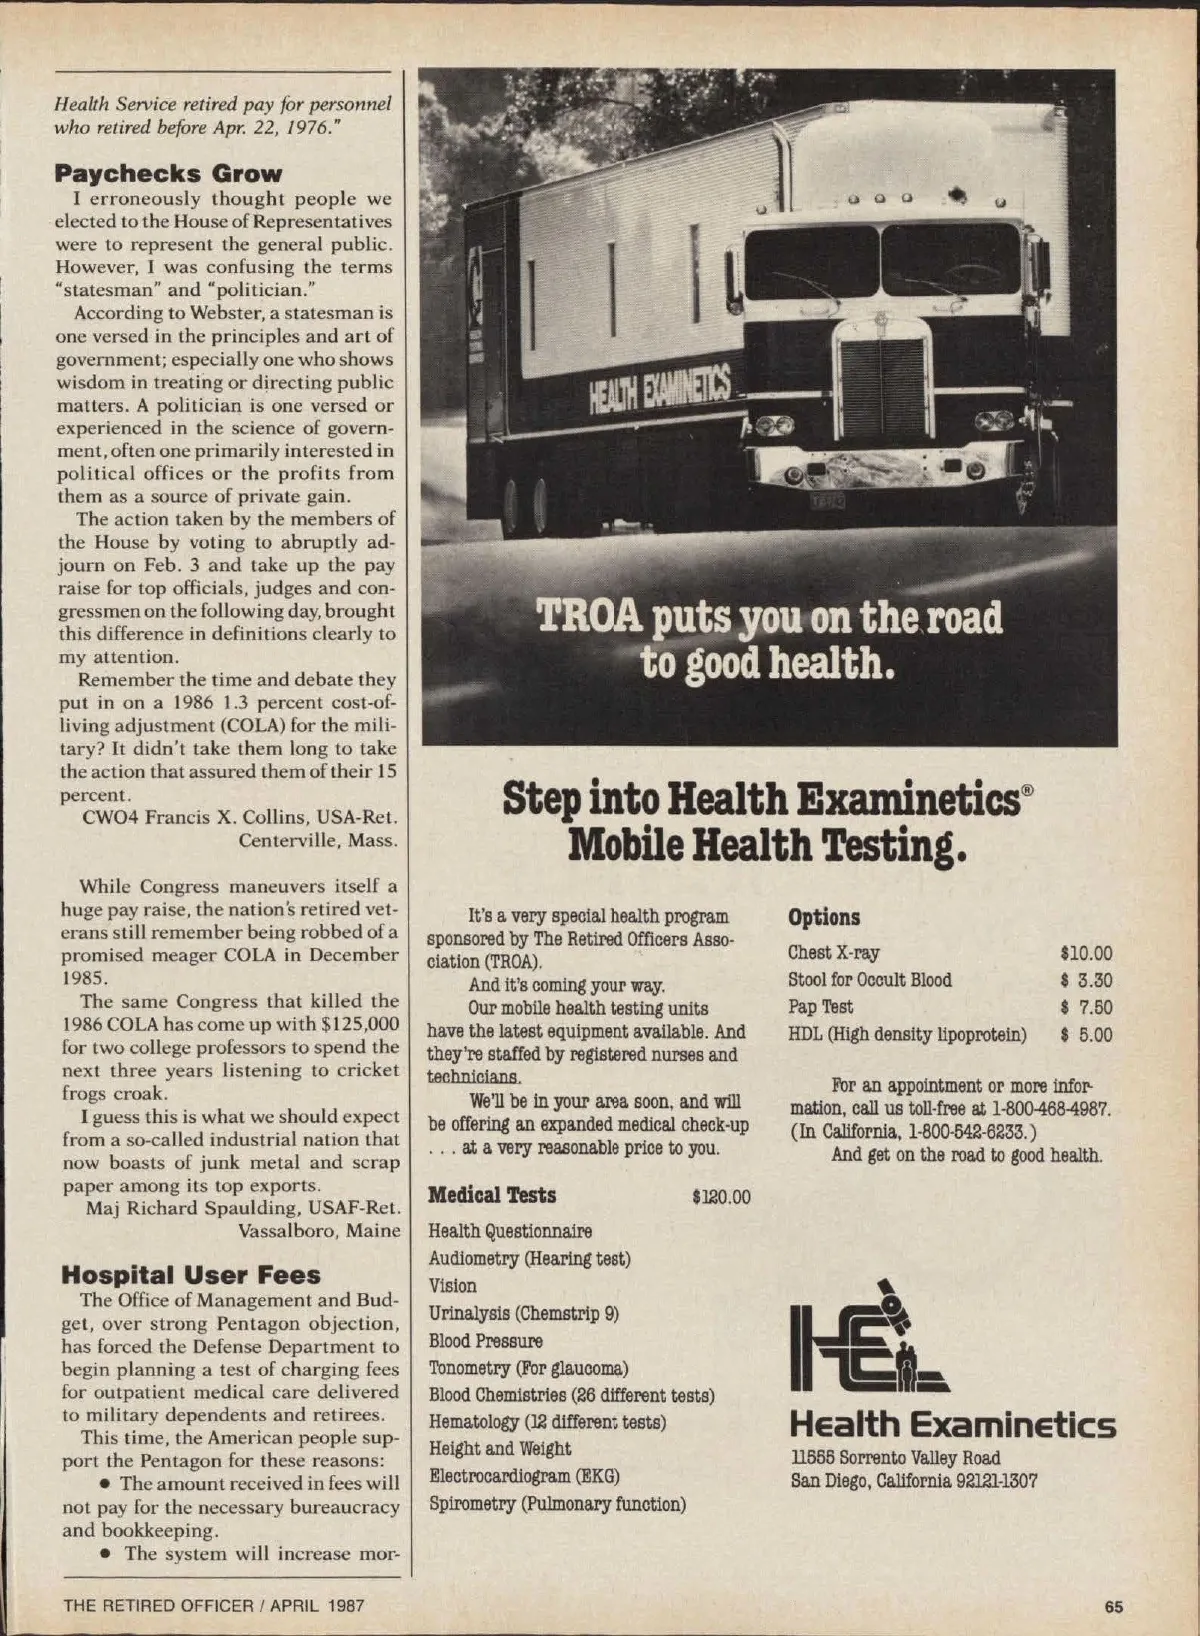 Health Service retired pay for personnel
who retired before Apr. 22, 1976."
Paychecks Grow
I erroneously thought people we
elected to the House of Representatives
were to represent the general public.
However, I was confusing the terms
"statesman" and "politician."
According to Webster, a statesman is
one versed in the principles and art of
government; especially one who shows
wisdom in treating or directing public
matters. A politician is one versed or
experienced in the science of govern-
ment, often one primarily interested in
political offices or the profits from
them as a source of private gain.
The action taken by the members of
the House by voting to abruptly ad-
journ on Feb. 3 and take up the pay
raise for top officials, judges and con-
gressmen on the following day, brought
this difference in definitions clearly to
my attention.
Remember the time and debate they
put in on a 1986 1.3 percent cost-of-
living adjustment (COLA) for the mili-
tary? It didn't take them long to take
the action that assured them of their 15
percent.
CWO4 Francis X. Collins, USA-Ret.
Centerville, Mass.
While Congress maneuvers itself a
huge pay raise, the nation's retired vet-
erans still remember being robbed of a
promised meager COLA in December
1985.
The same Congress that killed the
1986 COLA has come up with $125,000
for two college professors to spend the
next three years listening to cricket
frogs croak.
I guess this is what we should expect
from a so-called industrial nation that
now boasts of junk metal and scrap
paper among its top exports.
Maj Richard Spaulding, USAF-Ret.
Vassalboro, Maine
Hospital User Fees
The Office of Management and Bud-
get, over strong Pentagon objection,
has forced the Defense Department to
begin planning a test of charging fees
for outpatient medical care delivered
to military dependents and retirees.
This time, the American people sup-
port the Pentagon for these reasons:
• The amount received in fees will
not pay for the necessary bureaucracy
and bookkeeping.
• The system will increase mor-
HEALTH EXAMINETICS
TROA puts you on the road
to good health.
Step into Health Examinetics®
Mobile Health Testing.
It's a very special health program
sponsored by The Retired Officers Asso-
ciation (TROA).
And it's coming your way.
Our mobile health testing units
have the latest equipment available. And
they're staffed by registered nurses and
technicians.
We'll be in your area soon, and will
be offering an expanded medical check-up
. . . at a very reasonable price to you.
Medical Tests $120.00
Health Questionnaire
Audiometry (Hearing test)
Vision
Urinalysis (Chemstrip 9)
Blood Pressure
Tonometry (For glaucoma)
Blood Chemistries (26 different tests)
Hematology (12 different tests)
Height and Weight
Electrocardiogram (EKG)
Spirometry (Pulmonary function)
Options
Chest X-ray $10.00
Stool for Occult Blood $ 3.30
Pap Test $ 7.50
HDL (High density lipoprotein) $ 5.00
For an appointment or more infor-
mation, call us toll-free at 1-800-468-4987.
(In California, 1-800-542-6233.)
And get on the road to good health.
HE
Health Examinetics
11555 Sorrento Valley Road
San Diego, California 92121-1307
THE RETIRED OFFICER / APRIL 1987
65